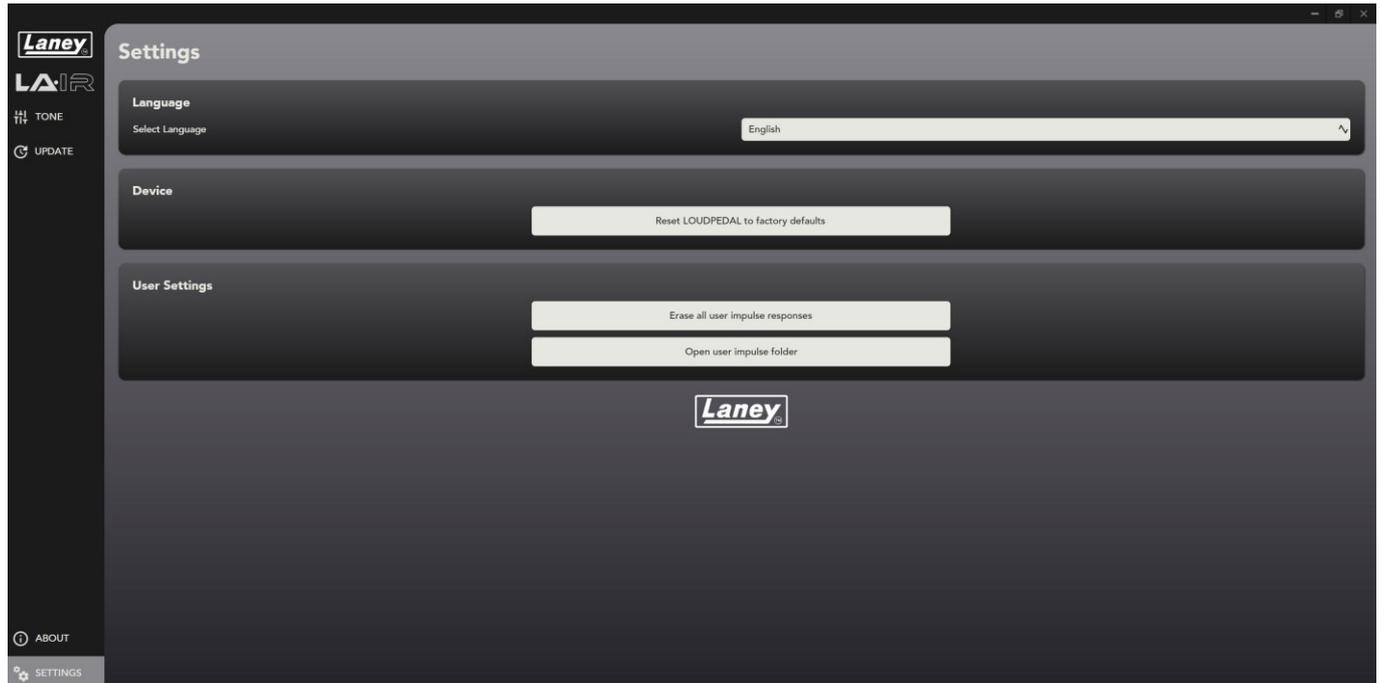 Laney
LA·IR
TONE
UPDATE
ABOUT
SETTINGS
Settings
Language
Select Language
English
Device
Reset LOUDPEDAL to factory defaults
User Settings
Erase all user impulse responses
Open user impulse folder
Laney